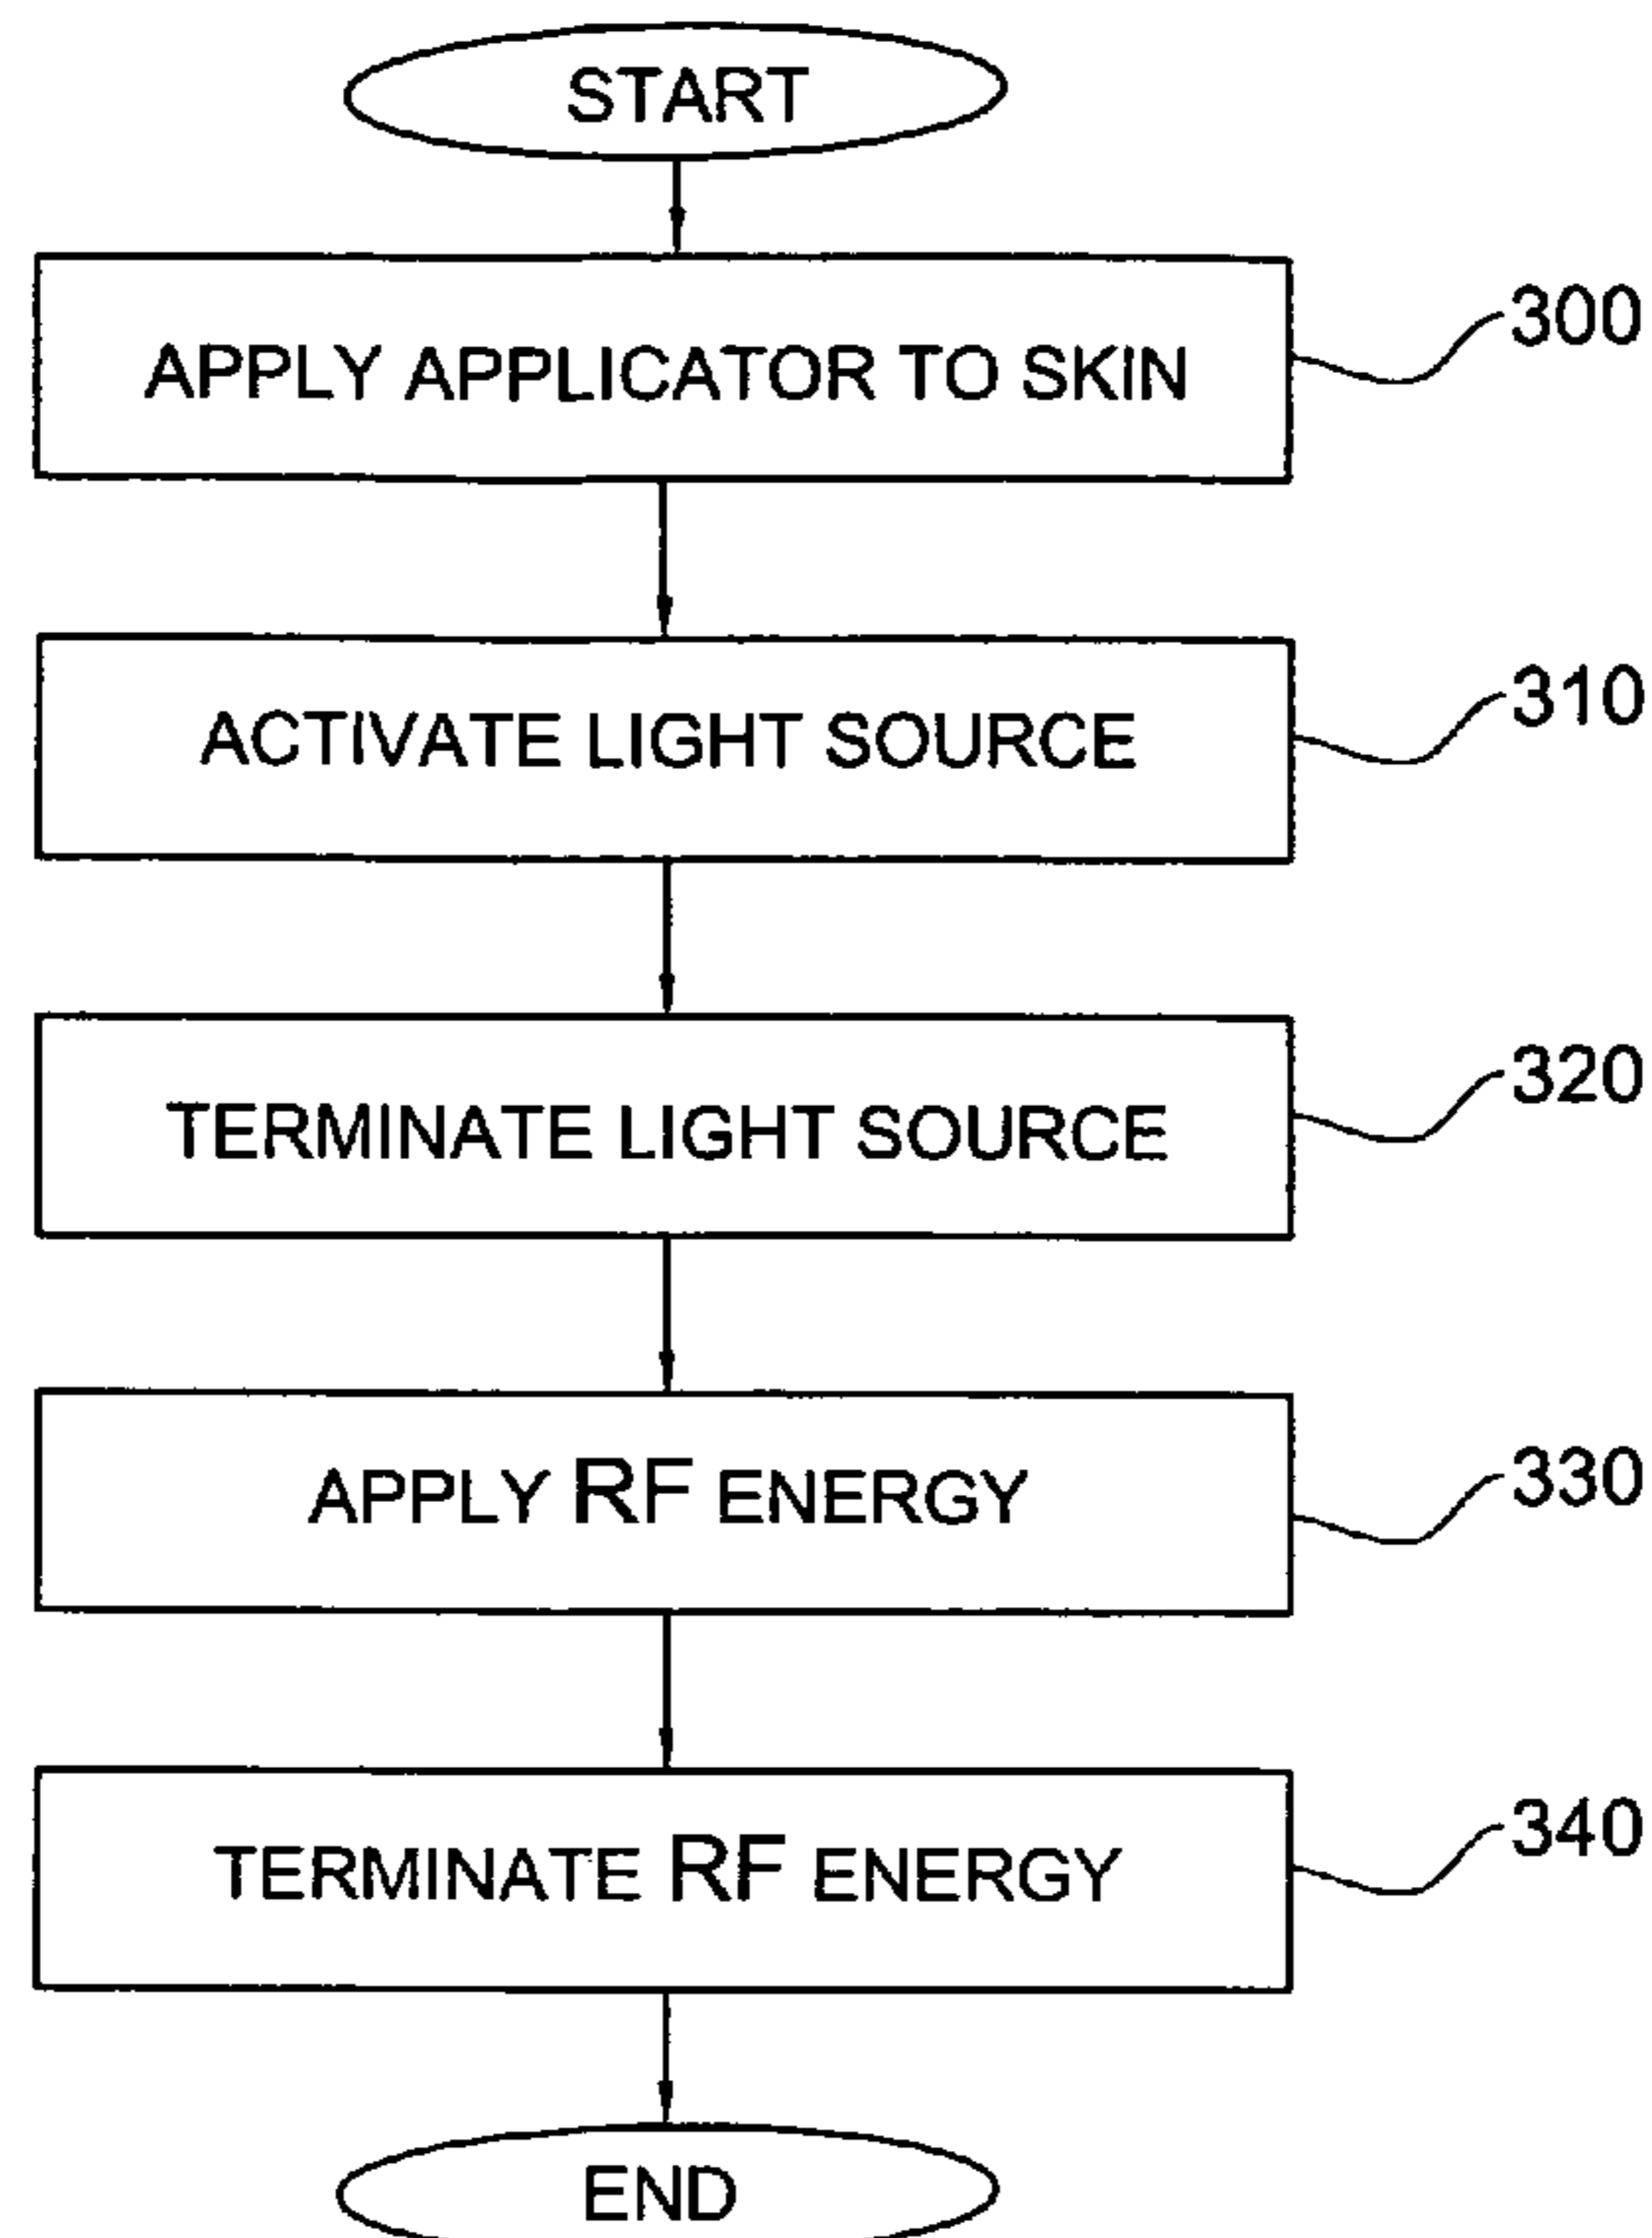 START
APPLY APPLICATOR TO SKIN
300
ACTIVATE LIGHT SOURCE
310
TERMINATE LIGHT SOURCE
320
APPLY RF ENERGY
330
TERMINATE RF ENERGY
340
END